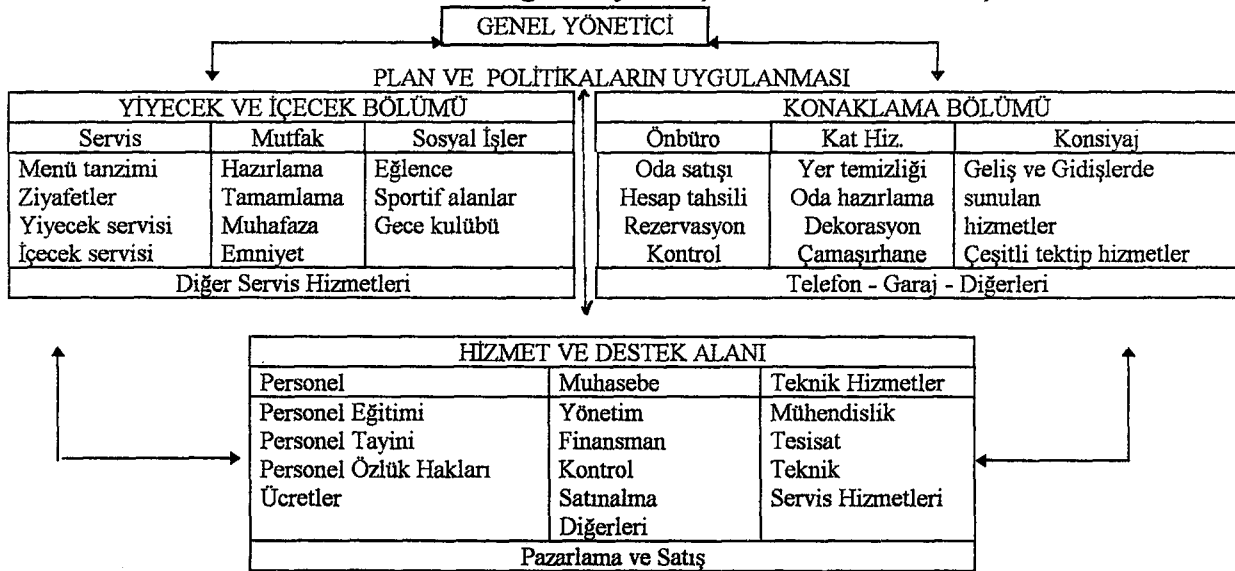 GENEL YÖNETİCİ
PLAN VE POLİTİKALARIN UYGULANMASI
YİYECEK VE İÇECEK BÖLÜMÜ
Servis Mutfak Sosyal İşler
Menü tanzimi Hazırlama Eğlence
Ziyafetler Tamamlama Sportif alanlar
Yiyecek servisi Muhafaza Gece kulübü
İçecek servisi Emniyet
Diğer Servis Hizmetleri
KONAKLAMA BÖLÜMÜ
Önbüro Kat Hiz. Konsiyaj
Oda satışı Yer temizliği Geliş ve Gidişlerde
Hesap tahsili Oda hazırlama sunulan
Rezervasyon Dekorasyon hizmetler
Kontrol Çamaşırhane Çeşitli tektip hizmetler
Telefon - Garaj - Diğerleri
HİZMET VE DESTEK ALANI
Personel Muhasebe Teknik Hizmetler
Personel Eğitimi Yönetim Mühendislik
Personel Tayini Finansman Tesisat
Personel Özlük Hakları Kontrol Teknik
Ücretler Satınalma Servis Hizmetleri
Diğerleri
Pazarlama ve Satış